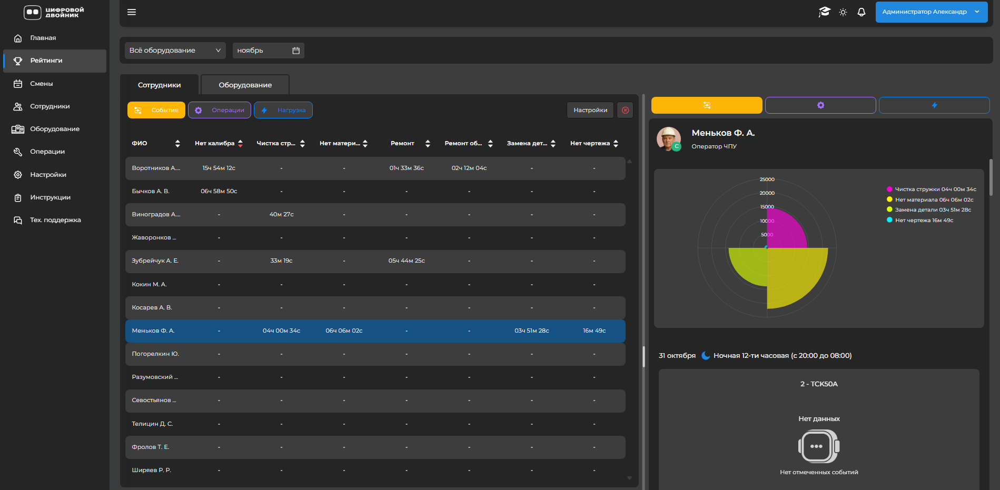 ЦИФРОВОЙ
ДВОЙНИК
Главная
Рейтинги
Смены
Сотрудники
Оборудование
Операции
Настройки
Инструкции
Тех. поддержка
Администратор Александр
Всё оборудование
ноябрь
Сотрудники Оборудование
События Операции Нагрузка Настройки
ФИО Нет калибра Чистка стр... Нет матери... Ремонт Ремонт об... Замена дет... Нет чертежа
Воротников А.... 15ч 54м 12с - - 01ч 33м 36с 02ч 12м 04с - -
Бычков А. В. 06ч 58м 50с - - - - - -
Виноградов А.... - 40м 27с - - - - -
Жаворонков ... - - - - - - -
Зубрейчук А. Е. - 33м 19с - 05ч 44м 25с - - -
Кокин М. А. - - - - - - -
Косарев А. В. - - - - - - -
Меньков Ф. А. - 04ч 00м 34с 06ч 06м 02с - - 03ч 51м 28с 16м 49с
Погорелкин Ю. - - - - - - -
Разумовский ... - - - - - - -
Севостьянов ... - - - - - - -
Телицин Д. С. - - - - - - -
Фролов Т. Е. - - - - - - -
Ширяев Р. Р. - - - - - - -
С
Меньков Ф. А.
Оператор ЧПУ
25000
20000
15000
10000
5000
0
Чистка стружки 04ч 00м 34с
Нет материала 06ч 06м 02с
Замена детали 03ч 51м 28с
Нет чертежа 16м 49с
31 октября Ночная 12-ти часовая (с 20:00 до 08:00)
2 - TCK50A
Нет данных
Нет отмеченных событий